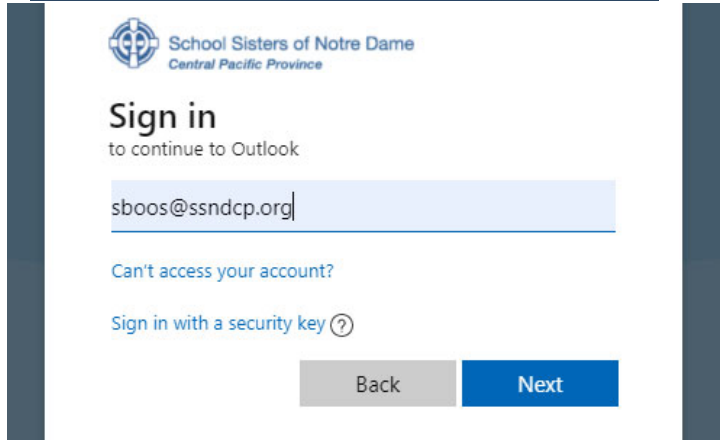 School Sisters of Notre Dame
Central Pacific Province
Sign in
to continue to Outlook
sboos@ssndcp.org
Can't access your account?
Sign in with a security key ?
Back
Next